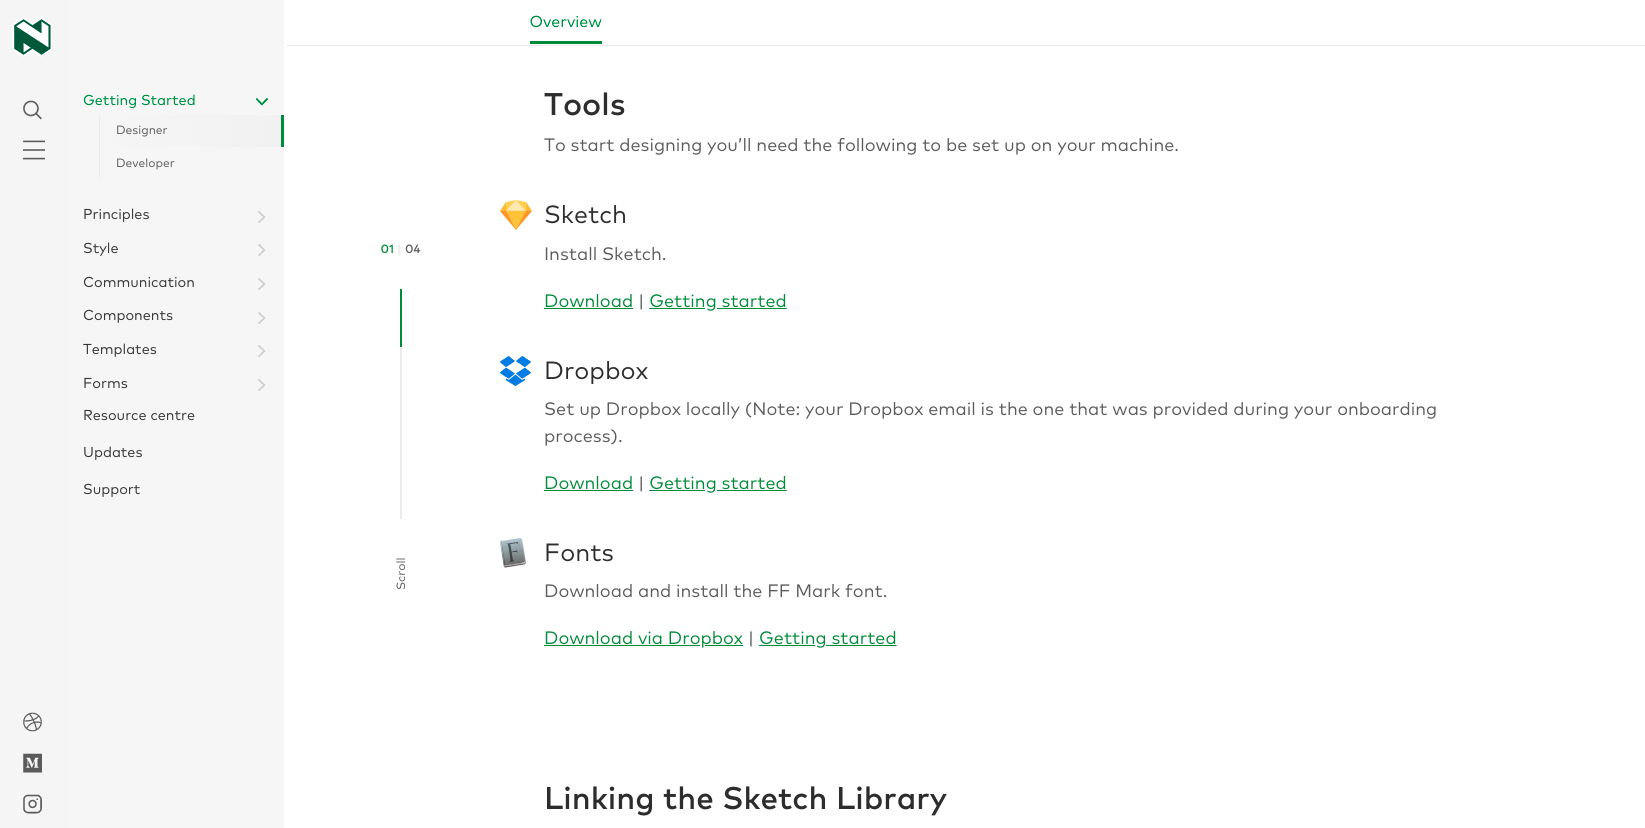 Overview
Getting Started
Designer
Developer
Principles
Style
Communication
Components
Templates
Forms
Resource centre
Updates
Support
01 | 04
Scroll
Tools
To start designing you’ll need the following to be set up on your machine.
Sketch
Install Sketch.
Download | Getting started
Dropbox
Set up Dropbox locally (Note: your Dropbox email is the one that was provided during your onboarding
process).
Download | Getting started
F
Fonts
Download and install the FF Mark font.
Download via Dropbox | Getting started
M
Linking the Sketch Library